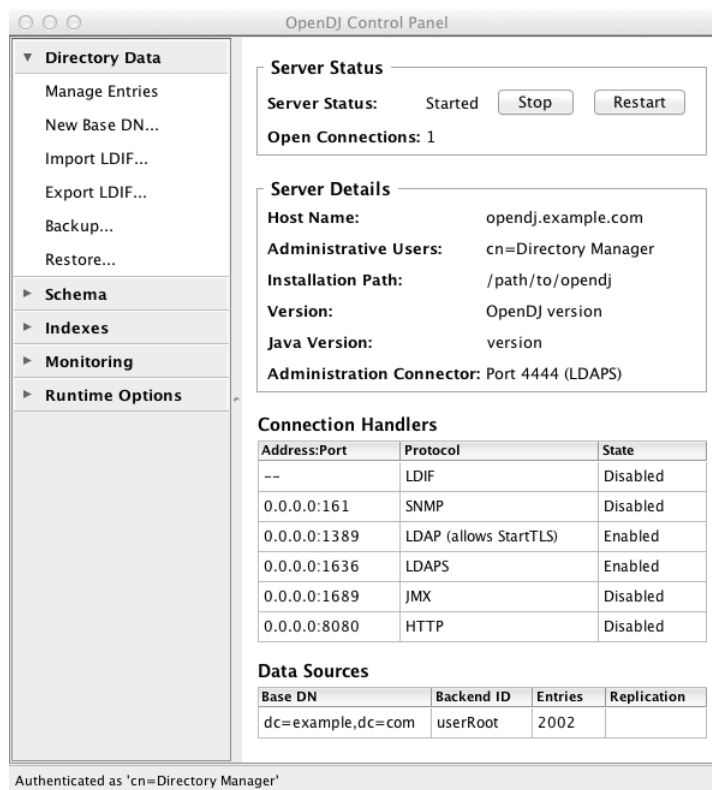 OpenDJ Control Panel
Directory Data
Manage Entries
New Base DN...
Import LDIF...
Export LDIF...
Backup...
Restore...
Schema
Indexes
Monitoring
Runtime Options
Server Status
Server Status: Started Stop Restart
Open Connections: 1
Server Details
Host Name: opendj.example.com
Administrative Users: cn=Directory Manager
Installation Path: /path/to/opendj
Version: OpenDJ version
Java Version: version
Administration Connector: Port 4444 (LDAPS)
Connection Handlers
Address:Port Protocol State
-- LDIF Disabled
0.0.0.0:161 SNMP Disabled
0.0.0.0:1389 LDAP (allows StartTLS) Enabled
0.0.0.0:1636 LDAPS Enabled
0.0.0.0:1689 JMX Disabled
0.0.0.0:8080 HTTP Disabled
Data Sources
Base DN Backend ID Entries Replication
dc=example,dc=com userRoot 2002
Authenticated as 'cn=Directory Manager'